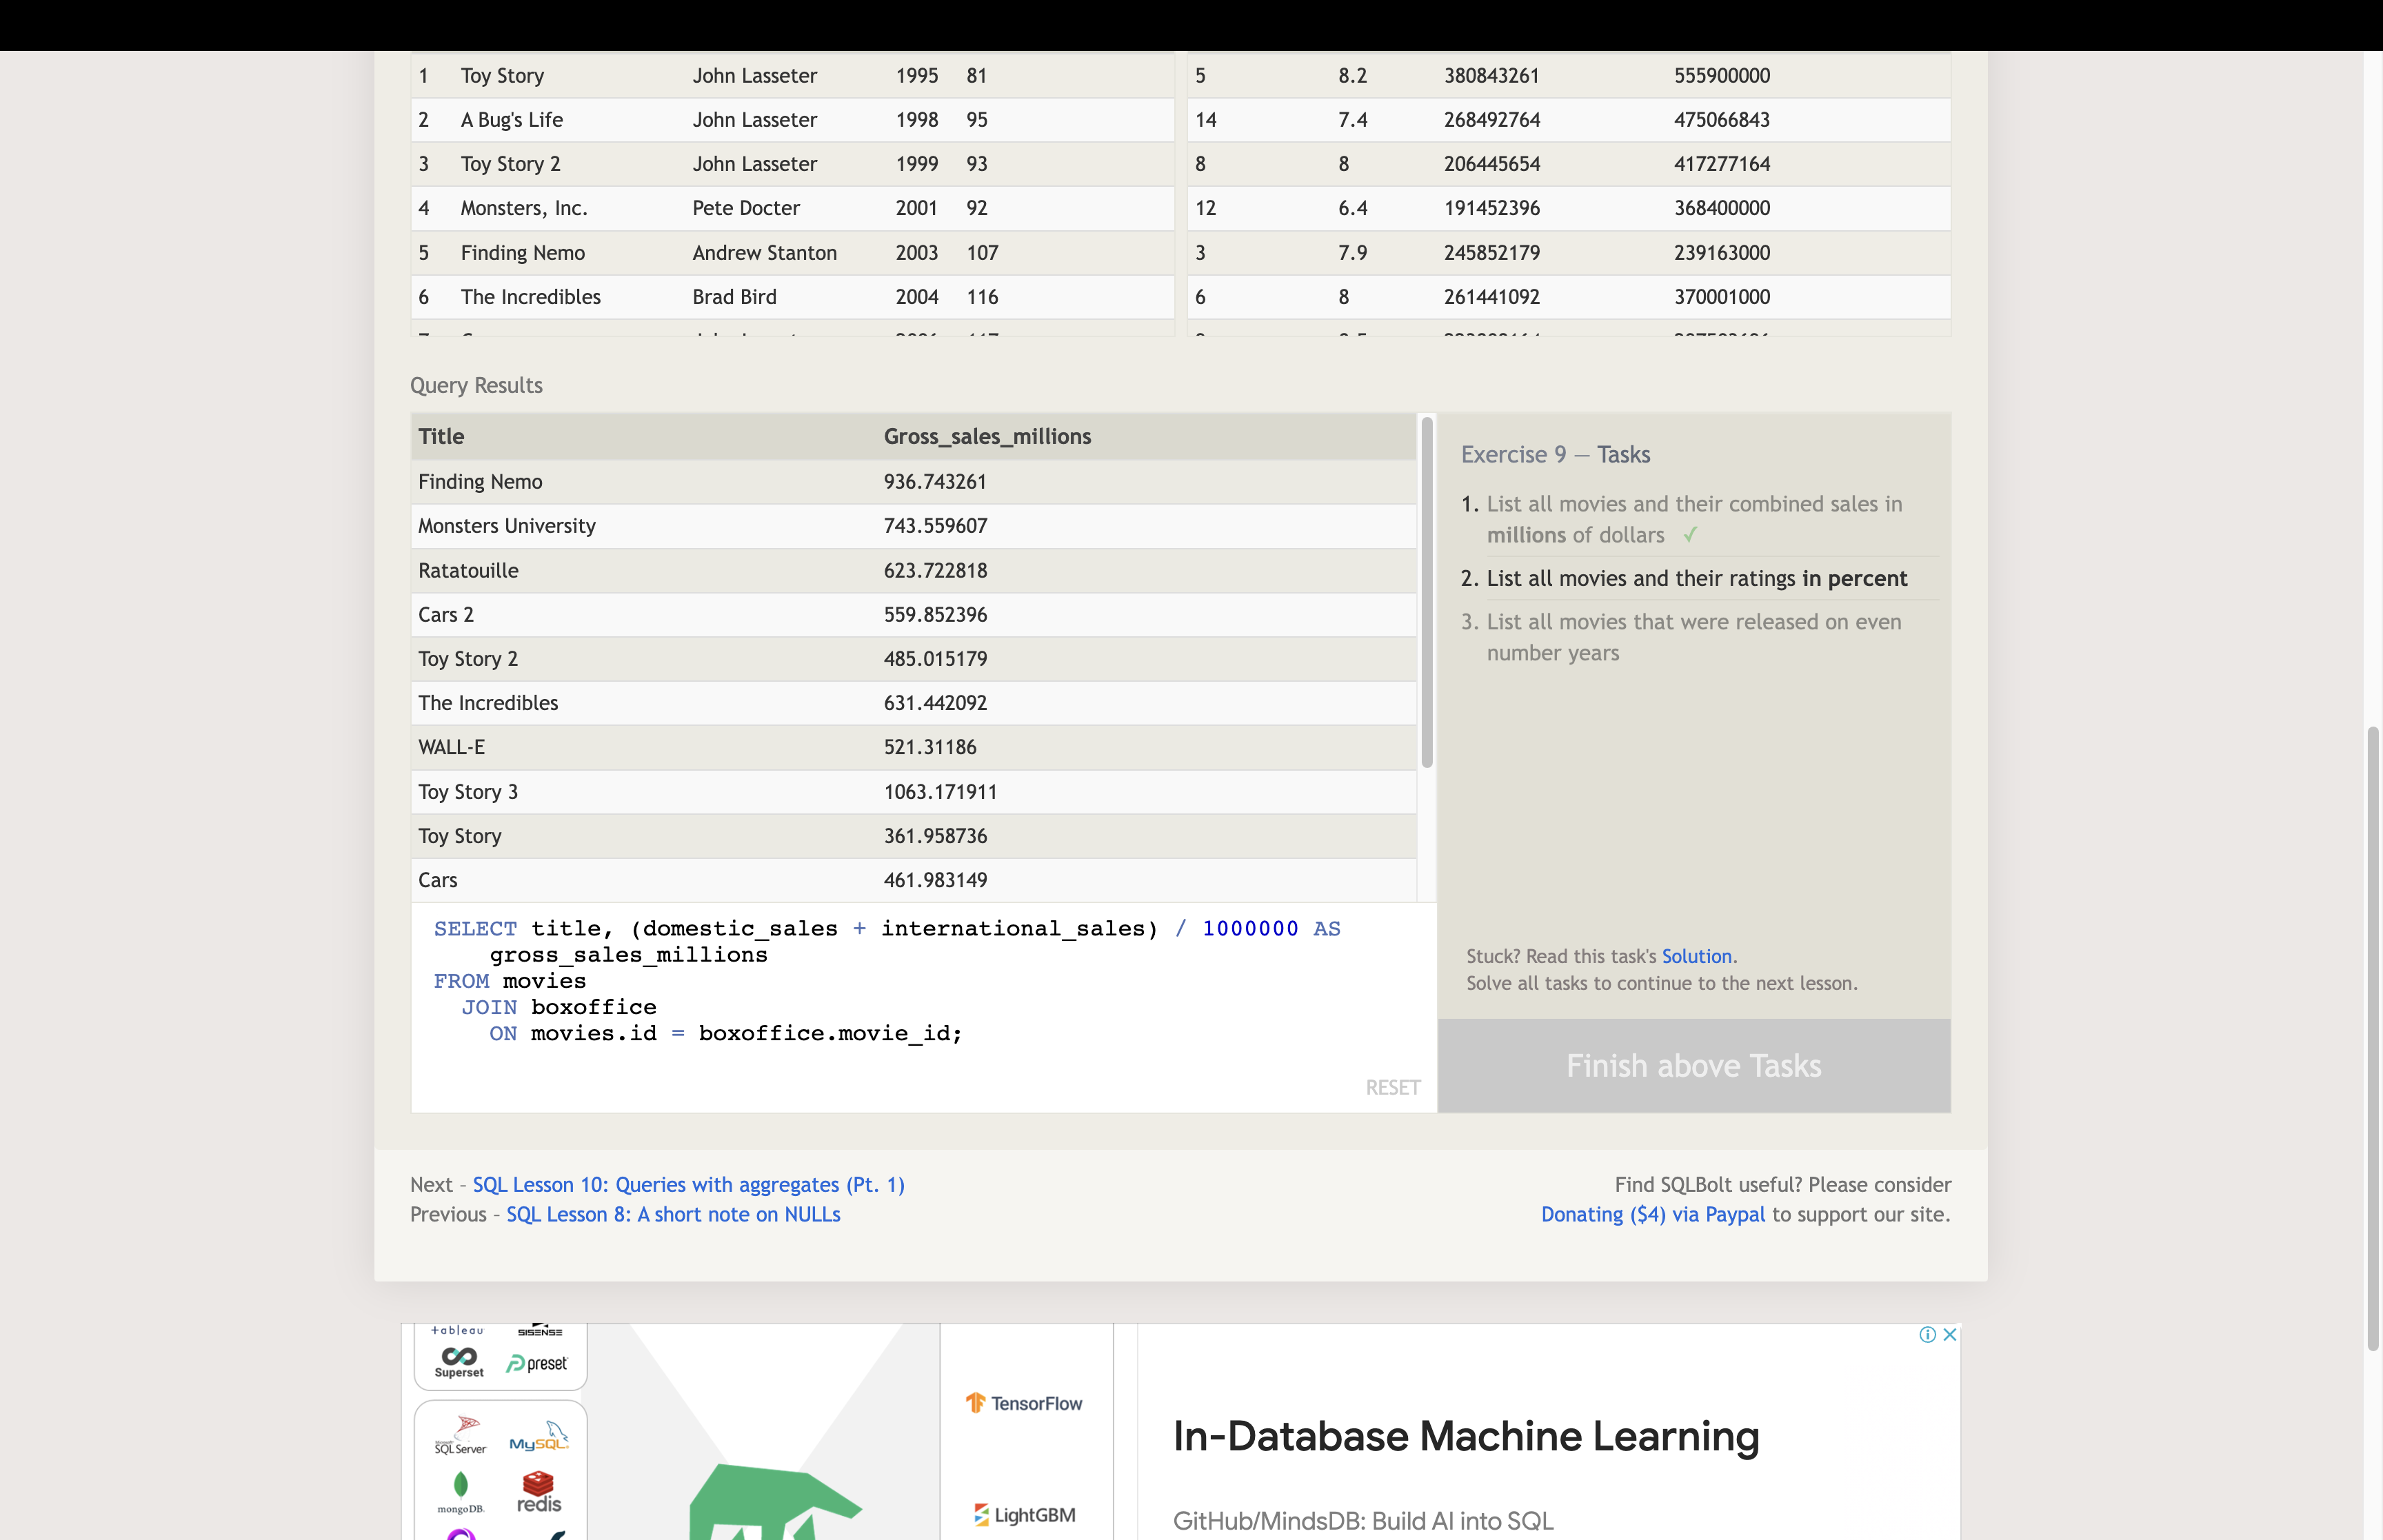 1 Toy Story John Lasseter 1995 81 5 8.2 380843261 555900000
2 A Bug's Life John Lasseter 1998 95 14 7.4 268492764 475066843
3 Toy Story 2 John Lasseter 1999 93 8 8 206445654 417277164
4 Monsters, Inc. Pete Docter 2001 92 12 6.4 191452396 368400000
5 Finding Nemo Andrew Stanton 2003 107 3 7.9 245852179 239163000
6 The Incredibles Brad Bird 2004 116 6 8 261441092 370001000
Query Results
Title Gross_sales_millions
Finding Nemo 936.743261
Monsters University 743.559607
Ratatouille 623.722818
Cars 2 559.852396
Toy Story 2 485.015179
The Incredibles 631.442092
WALL-E 521.31186
Toy Story 3 1063.171911
Toy Story 361.958736
Cars 461.983149
SELECT title, (domestic_sales + international_sales) / 1000000 AS
gross_sales_millions
FROM movies
JOIN boxoffice
ON movies.id = boxoffice.movie_id;
RESET
Exercise 9 — Tasks
1. List all movies and their combined sales in
millions of dollars ✓
2. List all movies and their ratings in percent
3. List all movies that were released on even
number years
Stuck? Read this task's Solution.
Solve all tasks to continue to the next lesson.
Finish above Tasks
Next – SQL Lesson 10: Queries with aggregates (Pt. 1)
Previous – SQL Lesson 8: A short note on NULLs
Find SQLBolt useful? Please consider
Donating ($4) via Paypal to support our site.
+ableau SISENSE
Superset preset
SQL Server MySQL
mongoDB redis
TensorFlow
LightGBM
In-Database Machine Learning
GitHub/MindsDB: Build AI into SQL